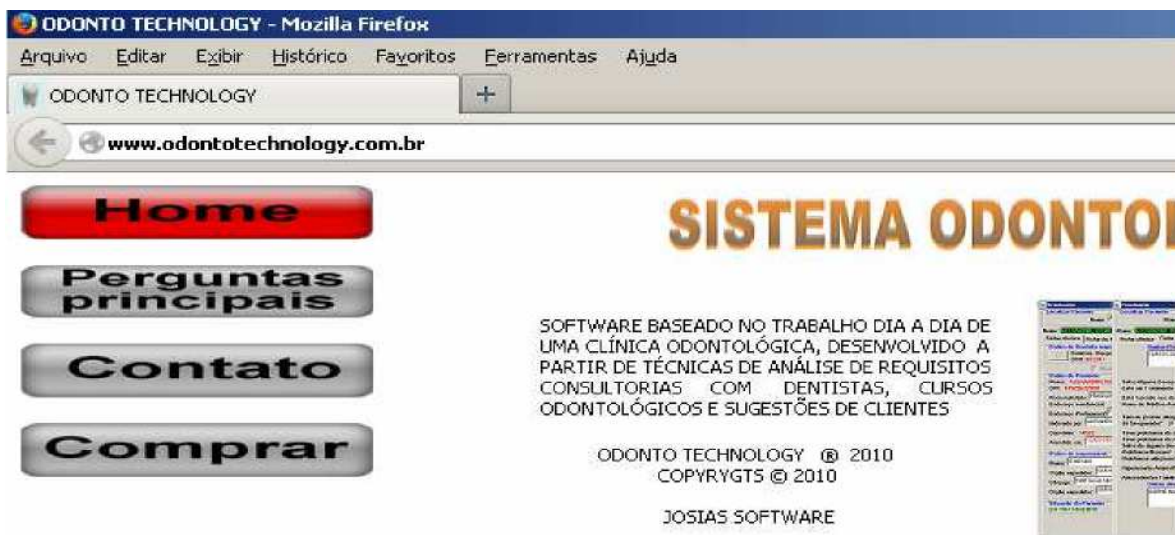 ODONTO TECHNOLOGY - Mozilla Firefox
Arquivo Editar Exibir Histórico Favoritos Ferramentas Ajuda
ODONTO TECHNOLOGY
www.odontotechnology.com.br
Home
Perguntas
principais
Contato
Comprar
SISTEMA ODONTO
SOFTWARE BASEADO NO TRABALHO DIA A DIA DE
UMA CLÍNICA ODONTOLÓGICA, DESENVOLVIDO A
PARTIR DE TÉCNICAS DE ANÁLISE DE REQUISITOS
CONSULTORIAS COM DENTISTAS, CURSOS
ODONTOLÓGICOS E SUGESTÕES DE CLIENTES
ODONTO TECHNOLOGY ® 2010
COPYRYGTS © 2010
JOSIAS SOFTWARE